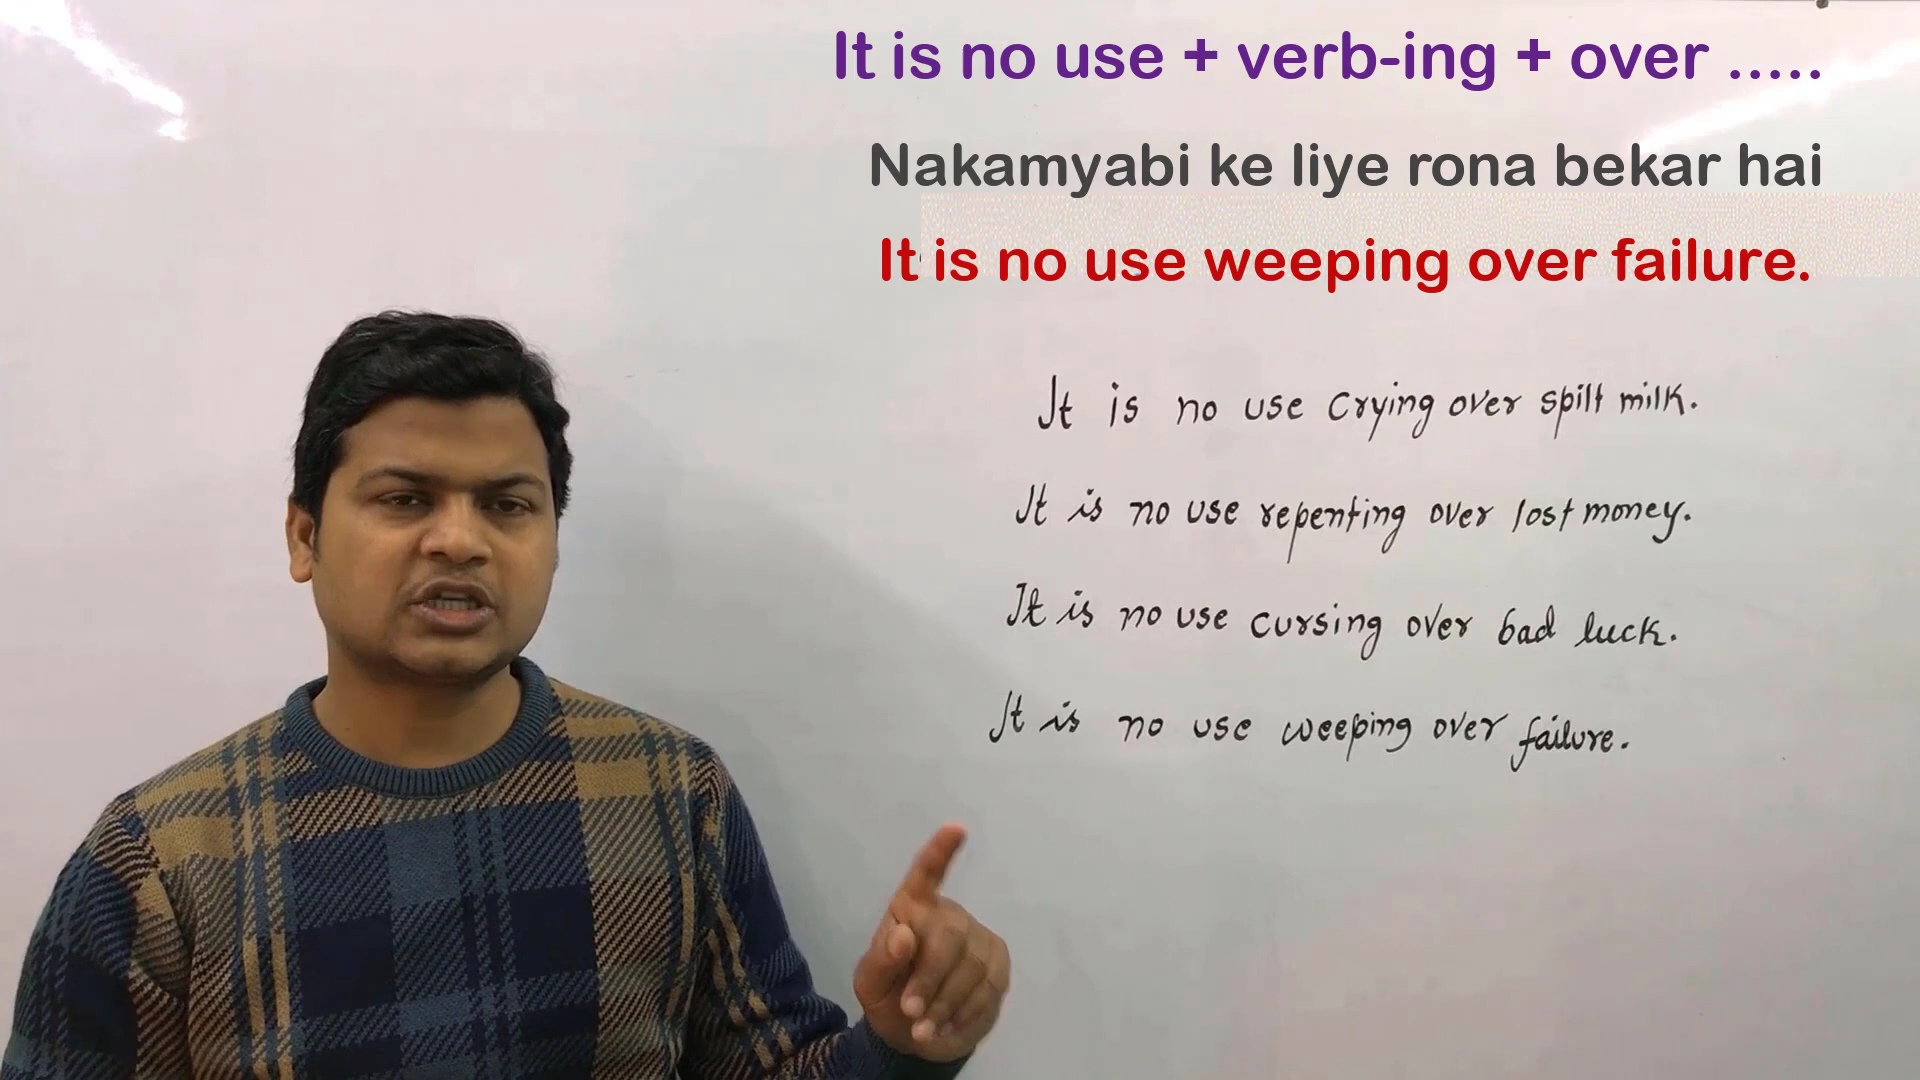 It is no use + verb-ing + over .....
Nakamyabi ke liye rona bekar hai
It is no use weeping over failure.
It is no use crying over spilt milk.
It is no use repenting over lost money.
It is no use cursing over bad luck.
It is no use weeping over failure.